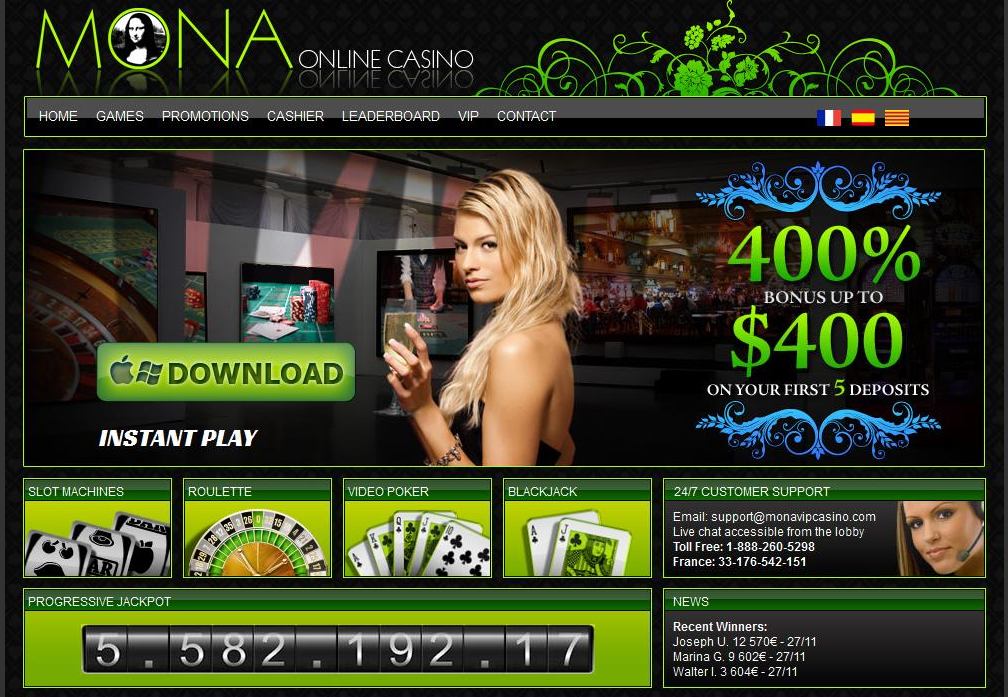 MONA ONLINE CASINO
HOME GAMES PROMOTIONS CASHIER LEADERBOARD VIP CONTACT
400%
BONUS UP TO
$400
ON YOUR FIRST 5 DEPOSITS
DOWNLOAD
INSTANT PLAY
SLOT MACHINES
ROULETTE
VIDEO POKER
BLACKJACK
24/7 CUSTOMER SUPPORT
Email: support@monavipcasino.com
Live chat accessible from the lobby
Toll Free: 1-888-260-5298
France: 33-176-542-151
PROGRESSIVE JACKPOT
5.582.192.17
NEWS
Recent Winners:
Joseph U. 12 570€ - 27/11
Marina G. 9 602€ - 27/11
Walter I. 3 604€ - 27/11